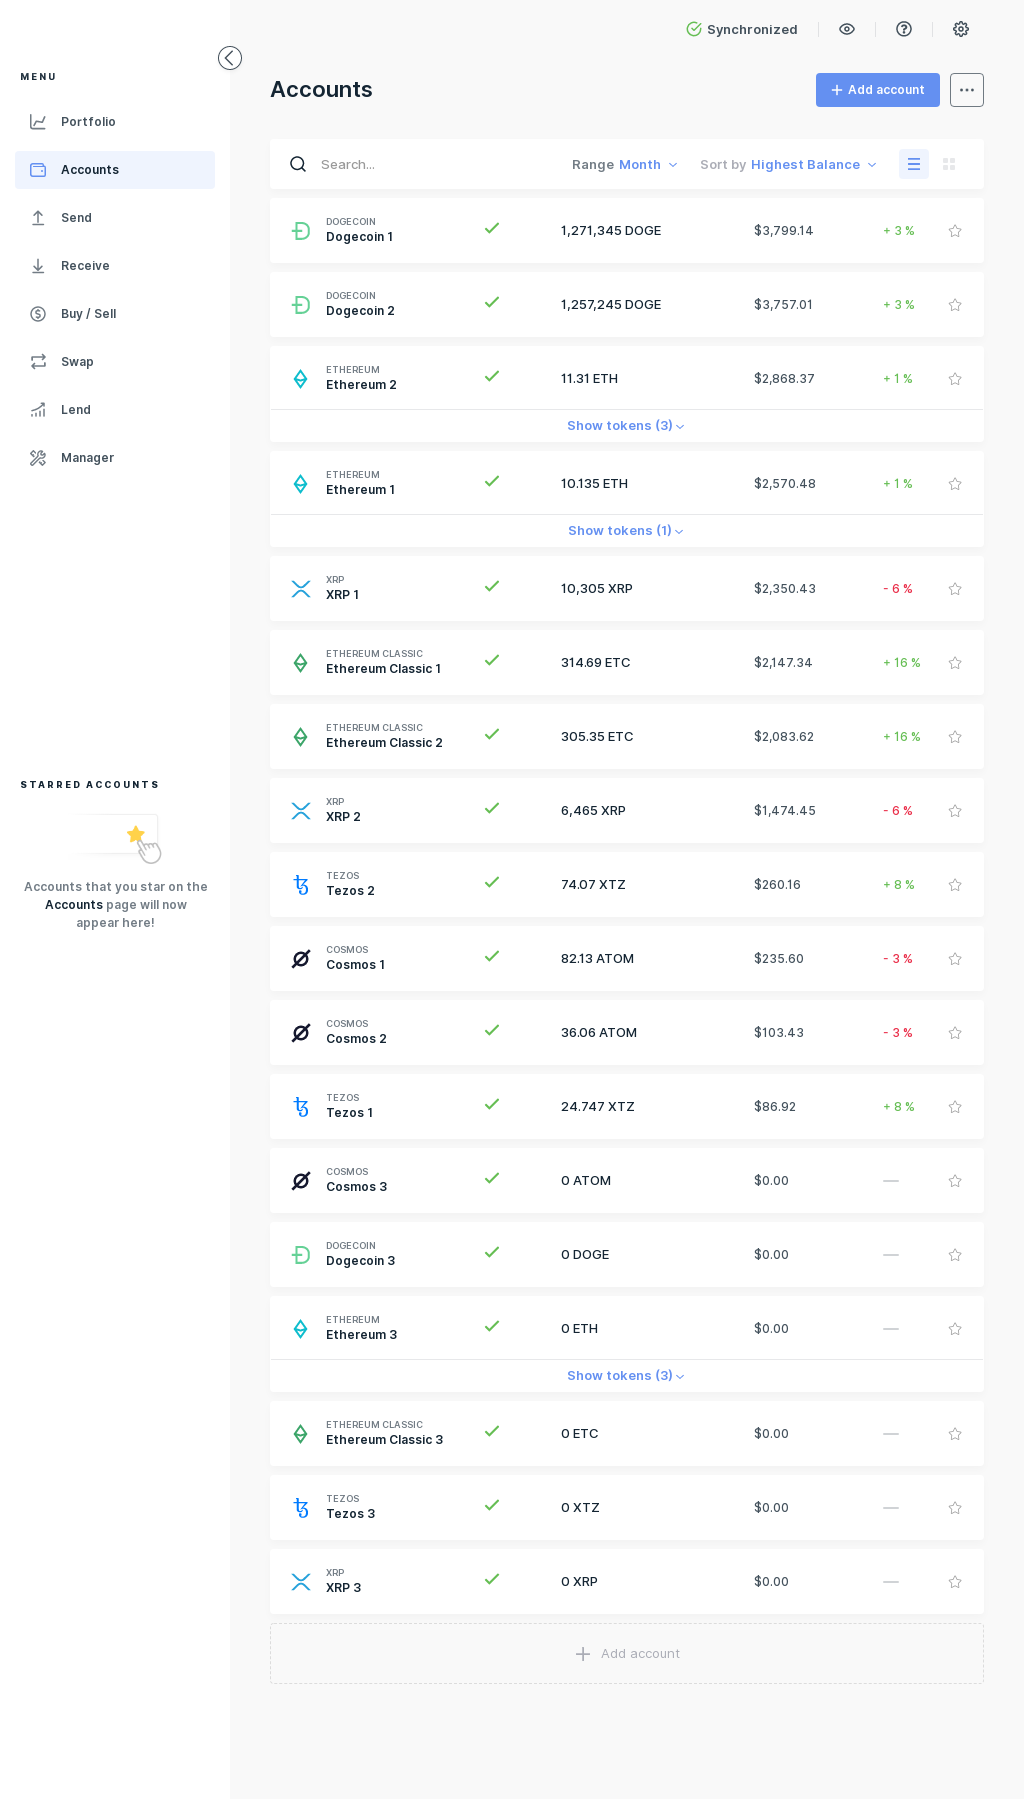 Synchronized
MENU
Portfolio
Accounts
Send
Receive
Buy / Sell
Swap
Lend
Manager
STARRED ACCOUNTS
Accounts that you star on the
Accounts page will now
appear here!
Accounts
Add account
Search...
Range Month
Sort by Highest Balance
DOGECOIN
Dogecoin 1
1,271,345 DOGE
$3,799.14
+ 3 %
DOGECOIN
Dogecoin 2
1,257,245 DOGE
$3,757.01
+ 3 %
ETHEREUM
Ethereum 2
11.31 ETH
$2,868.37
+ 1 %
Show tokens (3)
ETHEREUM
Ethereum 1
10.135 ETH
$2,570.48
+ 1 %
Show tokens (1)
XRP
XRP 1
10,305 XRP
$2,350.43
- 6 %
ETHEREUM CLASSIC
Ethereum Classic 1
314.69 ETC
$2,147.34
+ 16 %
ETHEREUM CLASSIC
Ethereum Classic 2
305.35 ETC
$2,083.62
+ 16 %
XRP
XRP 2
6,465 XRP
$1,474.45
- 6 %
TEZOS
Tezos 2
74.07 XTZ
$260.16
+ 8 %
COSMOS
Cosmos 1
82.13 ATOM
$235.60
- 3 %
COSMOS
Cosmos 2
36.06 ATOM
$103.43
- 3 %
TEZOS
Tezos 1
24.747 XTZ
$86.92
+ 8 %
COSMOS
Cosmos 3
0 ATOM
$0.00
—
DOGECOIN
Dogecoin 3
0 DOGE
$0.00
—
ETHEREUM
Ethereum 3
0 ETH
$0.00
—
Show tokens (3)
ETHEREUM CLASSIC
Ethereum Classic 3
0 ETC
$0.00
—
TEZOS
Tezos 3
0 XTZ
$0.00
—
XRP
XRP 3
0 XRP
$0.00
—
Add account